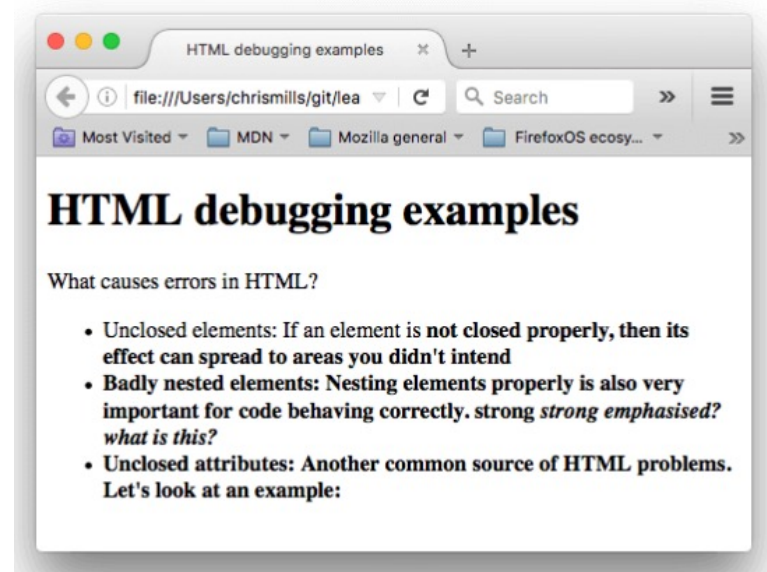 HTML debugging examples
file:///Users/chrismills/git/lea
Search
Most Visited
MDN
Mozilla general
FirefoxOS ecosy...
HTML debugging examples
What causes errors in HTML?
• Unclosed elements: If an element is not closed properly, then its
effect can spread to areas you didn't intend
• Badly nested elements: Nesting elements properly is also very
important for code behaving correctly. strong strong emphasised?
what is this?
• Unclosed attributes: Another common source of HTML problems.
Let's look at an example: